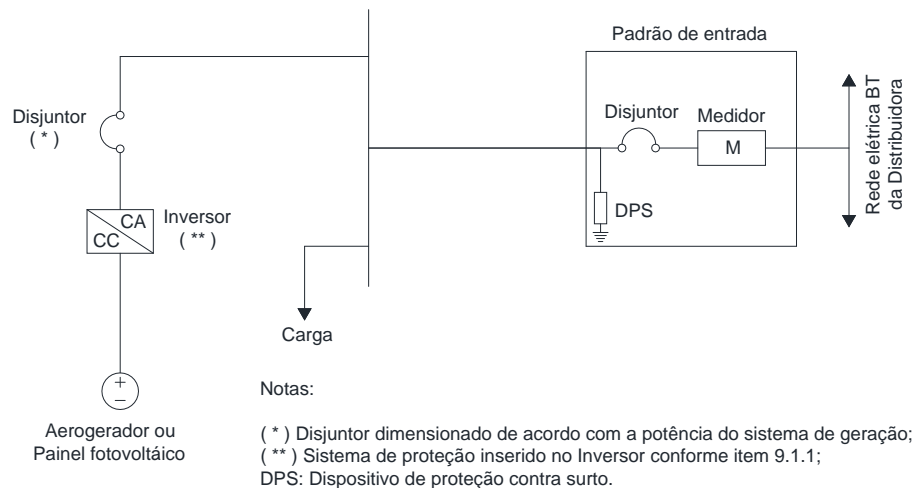 Padrão de entrada
Disjuntor
( * )
Disjuntor
Medidor
M
Rede elétrica BT
da Distribuidora
CA
CC
Inversor
( ** )
DPS
Carga
+
−
Aerogerador ou
Painel fotovoltáico
Notas:
( * ) Disjuntor dimensionado de acordo com a potência do sistema de geração;
( ** ) Sistema de proteção inserido no Inversor conforme item 9.1.1;
DPS: Dispositivo de proteção contra surto.